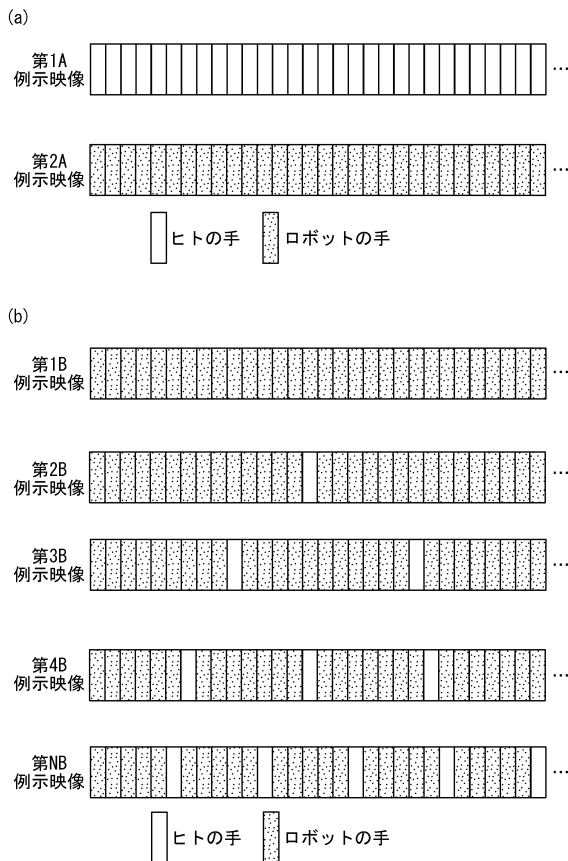 (a)
第1A
例示映像
…
第2A
例示映像
…
ヒトの手
ロボットの手
(b)
第1B
例示映像
…
第2B
例示映像
…
第3B
例示映像
…
第4B
例示映像
…
第NB
例示映像
…
ヒトの手
ロボットの手